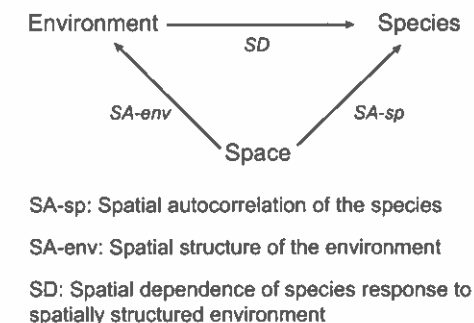 Environment Species
SD
SA-env SA-sp
Space
SA-sp: Spatial autocorrelation of the species
SA-env: Spatial structure of the environment
SD: Spatial dependence of species response to
spatially structured environment